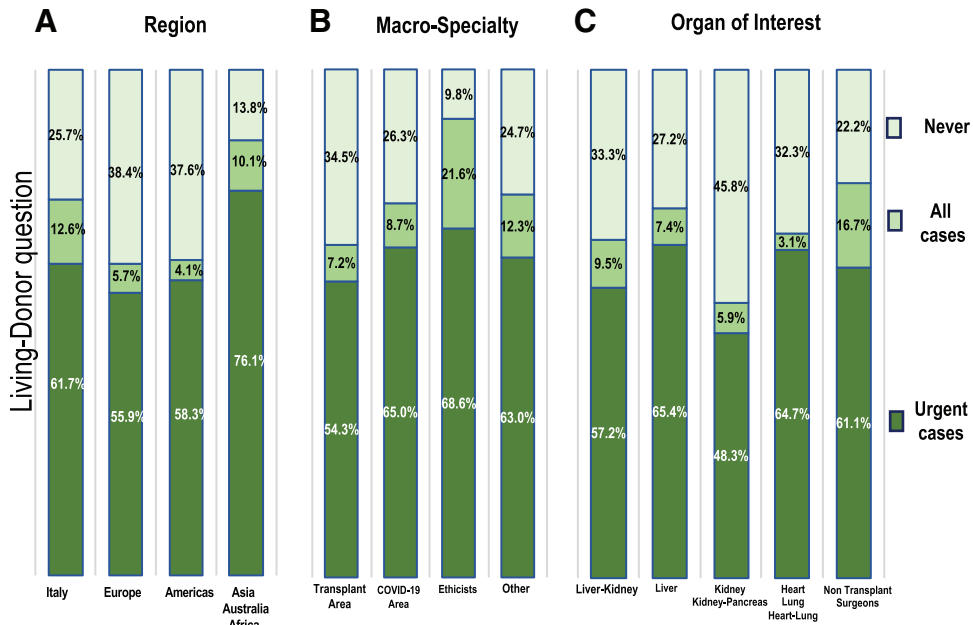 A Region
B Macro-Specialty
C Organ of Interest
Living-Donor question
25.7%
12.6%
61.7%
38.4%
5.7%
55.9%
37.6%
4.1%
58.3%
13.8%
10.1%
76.1%
Italy
Europe
Americas
Asia
Australia
Africa
34.5%
7.2%
54.3%
26.3%
8.7%
65.0%
9.8%
21.6%
68.6%
24.7%
12.3%
63.0%
Transplant
Area
COVID-19
Area
Ethicists
Other
33.3%
9.5%
57.2%
27.2%
7.4%
65.4%
45.8%
5.9%
48.3%
32.3%
3.1%
64.7%
22.2%
16.7%
61.1%
Liver-Kidney
Liver
Kidney
Kidney-Pancreas
Heart
Lung
Heart-Lung
Non Transplant
Surgeons
Never
All
cases
Urgent
cases